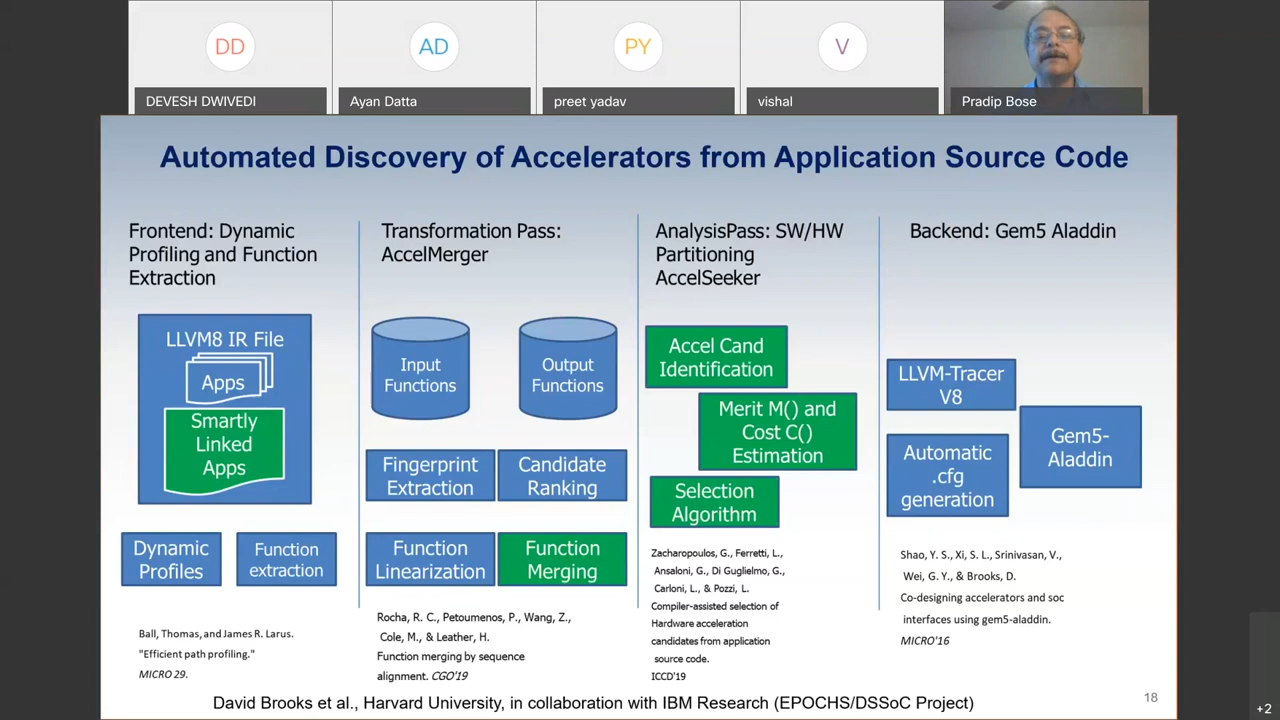 DD
AD
PY
V
DEVESH DWIVEDI
Ayan Datta
preet yadav
vishal
Pradip Bose
Automated Discovery of Accelerators from Application Source Code
Frontend: Dynamic
Profiling and Function
Extraction
LLVM8 IR File
Apps
Smartly
Linked
Apps
Dynamic
Profiles
Function
extraction
Ball, Thomas, and James R. Larus.
"Efficient path profiling."
MICRO 29.
Transformation Pass:
AccelMerger
Input
Functions
Output
Functions
Fingerprint
Extraction
Candidate
Ranking
Function
Linearization
Function
Merging
Rocha, R. C., Petoumenos, P., Wang, Z.,
Cole, M., & Leather, H.
Function merging by sequence
alignment. CGO'19
AnalysisPass: SW/HW
Partitioning
AccelSeeker
Accel Cand
Identification
Merit M() and
Cost C()
Estimation
Selection
Algorithm
Zacharopoulos, G., Ferretti, L.,
Ansaloni, G., Di Guglielmo, G.,
Carloni, L., & Pozzi, L.
Compiler-assisted selection of
Hardware acceleration
candidates from application
source code.
ICCD'19
Backend: Gem5 Aladdin
LLVM-Tracer
V8
Automatic
.cfg
generation
Gem5-
Aladdin
Shao, Y. S., Xi, S. L., Srinivasan, V.,
Wei, G. Y., & Brooks, D.
Co-designing accelerators and soc
interfaces using gem5-aladdin.
MICRO'16
David Brooks et al., Harvard University, in collaboration with IBM Research (EPOCHS/DSSoC Project)
18
+2